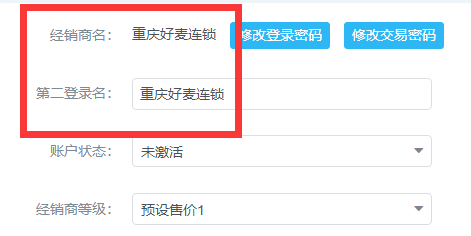 经销商名： 重庆好麦连锁 修改登录密码 修改交易密码
第二登录名： 重庆好麦连锁
账户状态： 未激活
经销商等级： 预设售价1